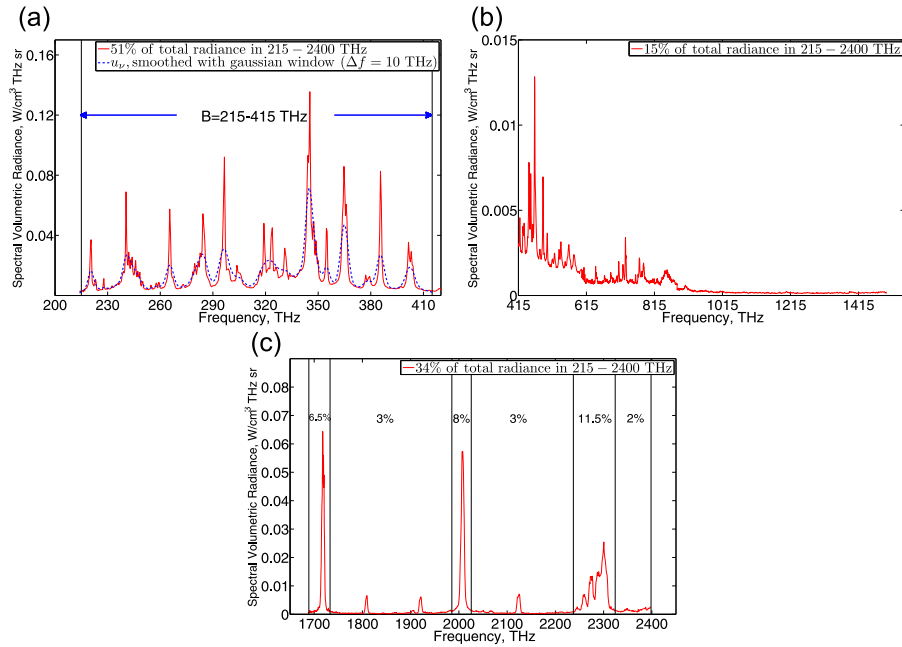 (a)
51% of total radiance in 215 − 2400 THz
u_ν, smoothed with gaussian window (Δf = 10 THz)
B=215-415 THz
Spectral Volumetric Radiance, W/cm³ THz sr
0.16
0.12
0.08
0.04
200 230 260 290 320 350 380 410
Frequency, THz
(b)
15% of total radiance in 215 − 2400 THz
Spectral Volumetric Radiance, W/cm³ THz sr
0.015
0.01
0.005
0
415 615 815 1015 1215 1415
Frequency, THz
(c)
34% of total radiance in 215 − 2400 THz
6.5% 3% 8% 3% 11.5% 2%
Spectral Volumetric Radiance, W/cm³ THz sr
0.08
0.07
0.06
0.05
0.04
0.03
0.02
0.01
0
1700 1800 1900 2000 2100 2200 2300 2400
Frequency, THz